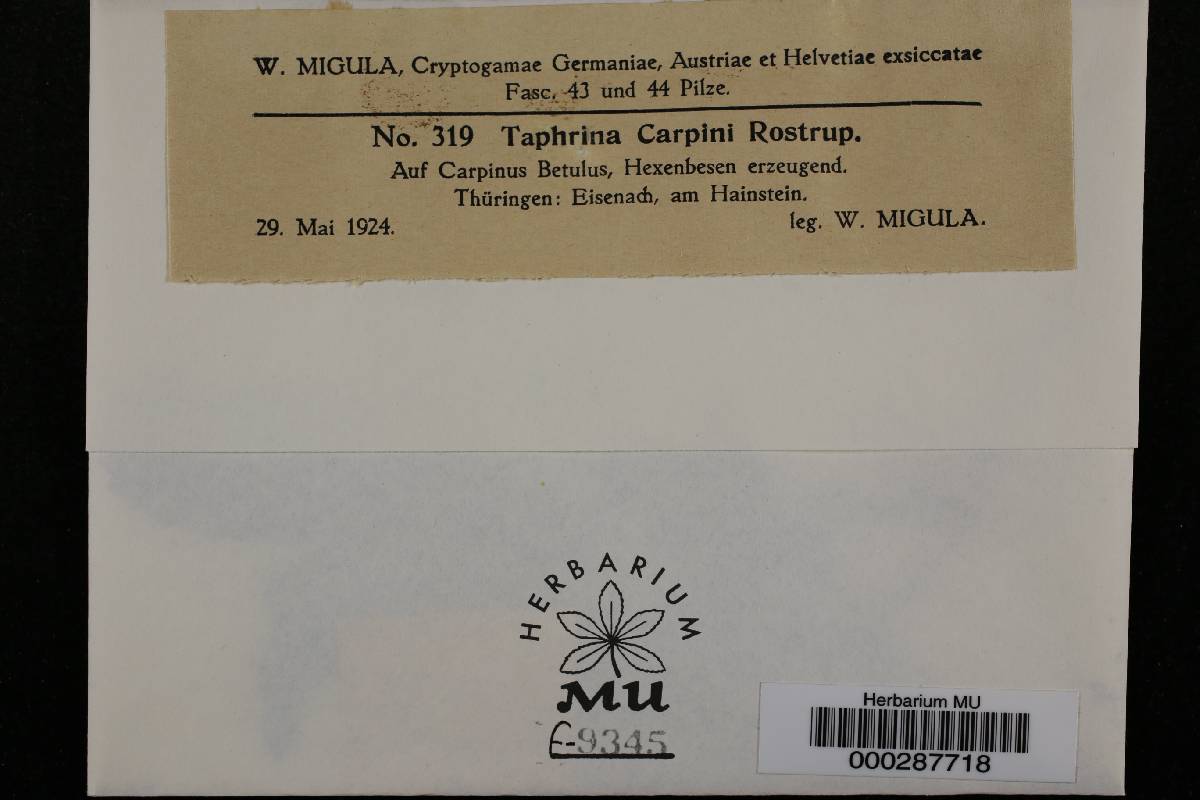 W. MIGULA, Cryptogamae Germaniae, Austriae et Helvetiae exsiccatae
Fasc. 43 und 44 Pilze.
No. 319 Taphrina Carpini Rostrup.
Auf Carpinus Betulus, Hexenbesen erzeugend.
Thüringen: Eisenach, am Hainstein.
29. Mai 1924. leg. W. MIGULA.
HERBARIUM
MU
F-9345
Herbarium MU
000287718